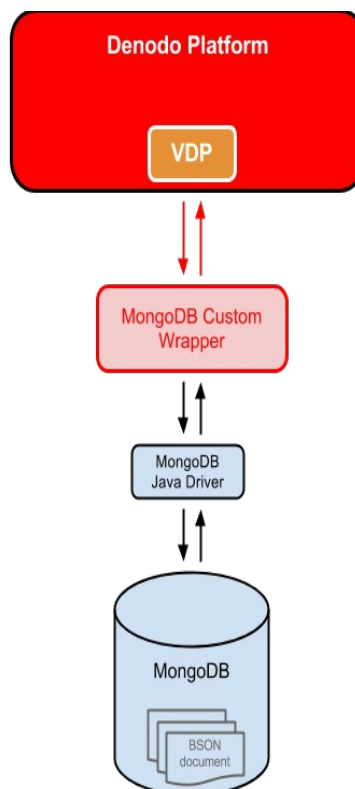 Denodo Platform
VDP
MongoDB Custom
Wrapper
MongoDB
Java Driver
MongoDB
BSON
document